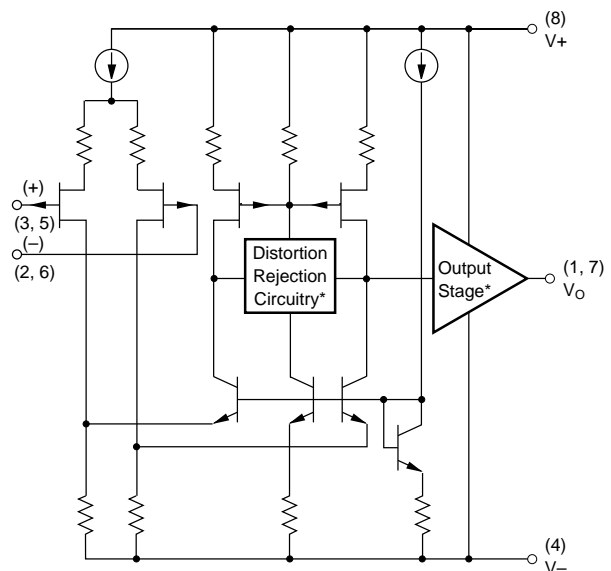 (8)
V+
(+)
(3, 5)
(–)
(2, 6)
Distortion
Rejection
Circuitry*
Output
Stage*
(1, 7)
VO
(4)
V–